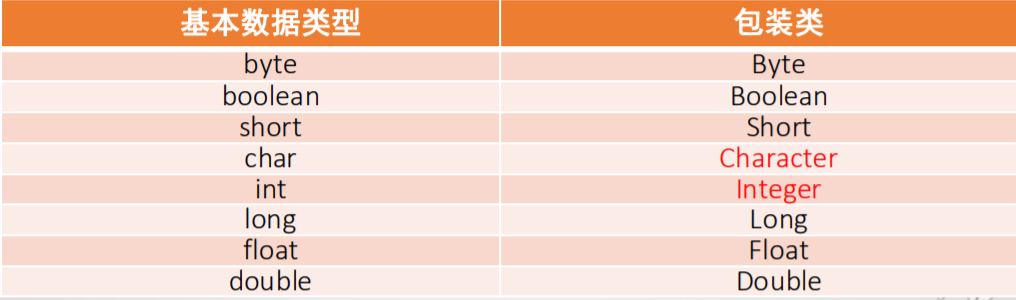 基本数据类型 包装类
byte Byte
boolean Boolean
short Short
char Character
int Integer
long Long
float Float
double Double